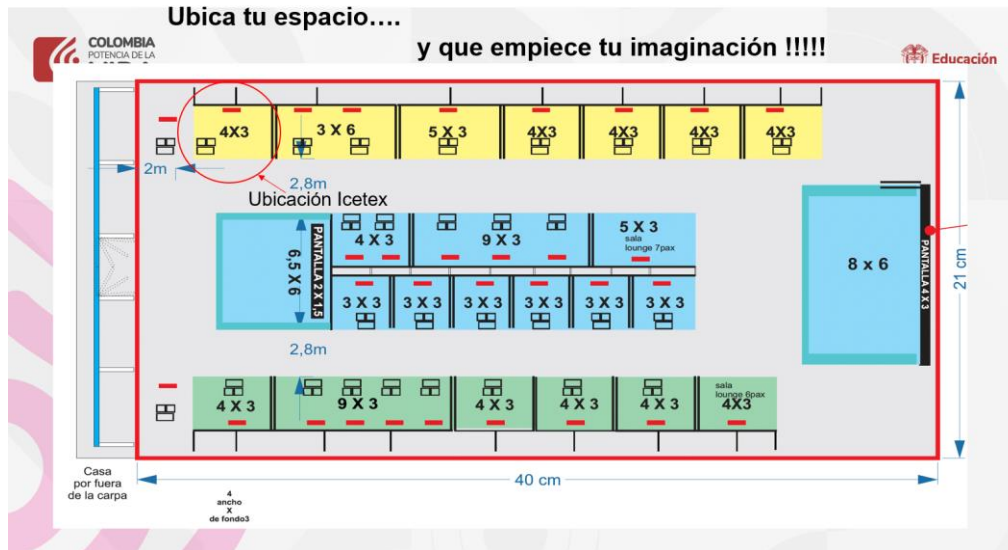 Ubica tu espacio....
y que empiece tu imaginación !!!!!
COLOMBIA
POTENCIA DE LA
Educación
4X3
3 X 6
5 X 3
4X3
4X3
4X3
4X3
2m
2,8m
Ubicación Icetex
PANTALLA 2 X 1,5
6,5 X 6
4 X 3
9 X 3
5 X 3
sala
lounge 7pax
3 X 3
3 X 3
3 X 3
3 X 3
3 X 3
3 X 3
8 x 6
PANTALLA 4 X 3
21 cm
2,8m
4 X 3
9 X 3
4 X 3
4 X 3
4 X 3
sala
lounge 6pax
4X3
Casa
por fuera
de la carpa
40 cm
4
ancho
X
de fondo3